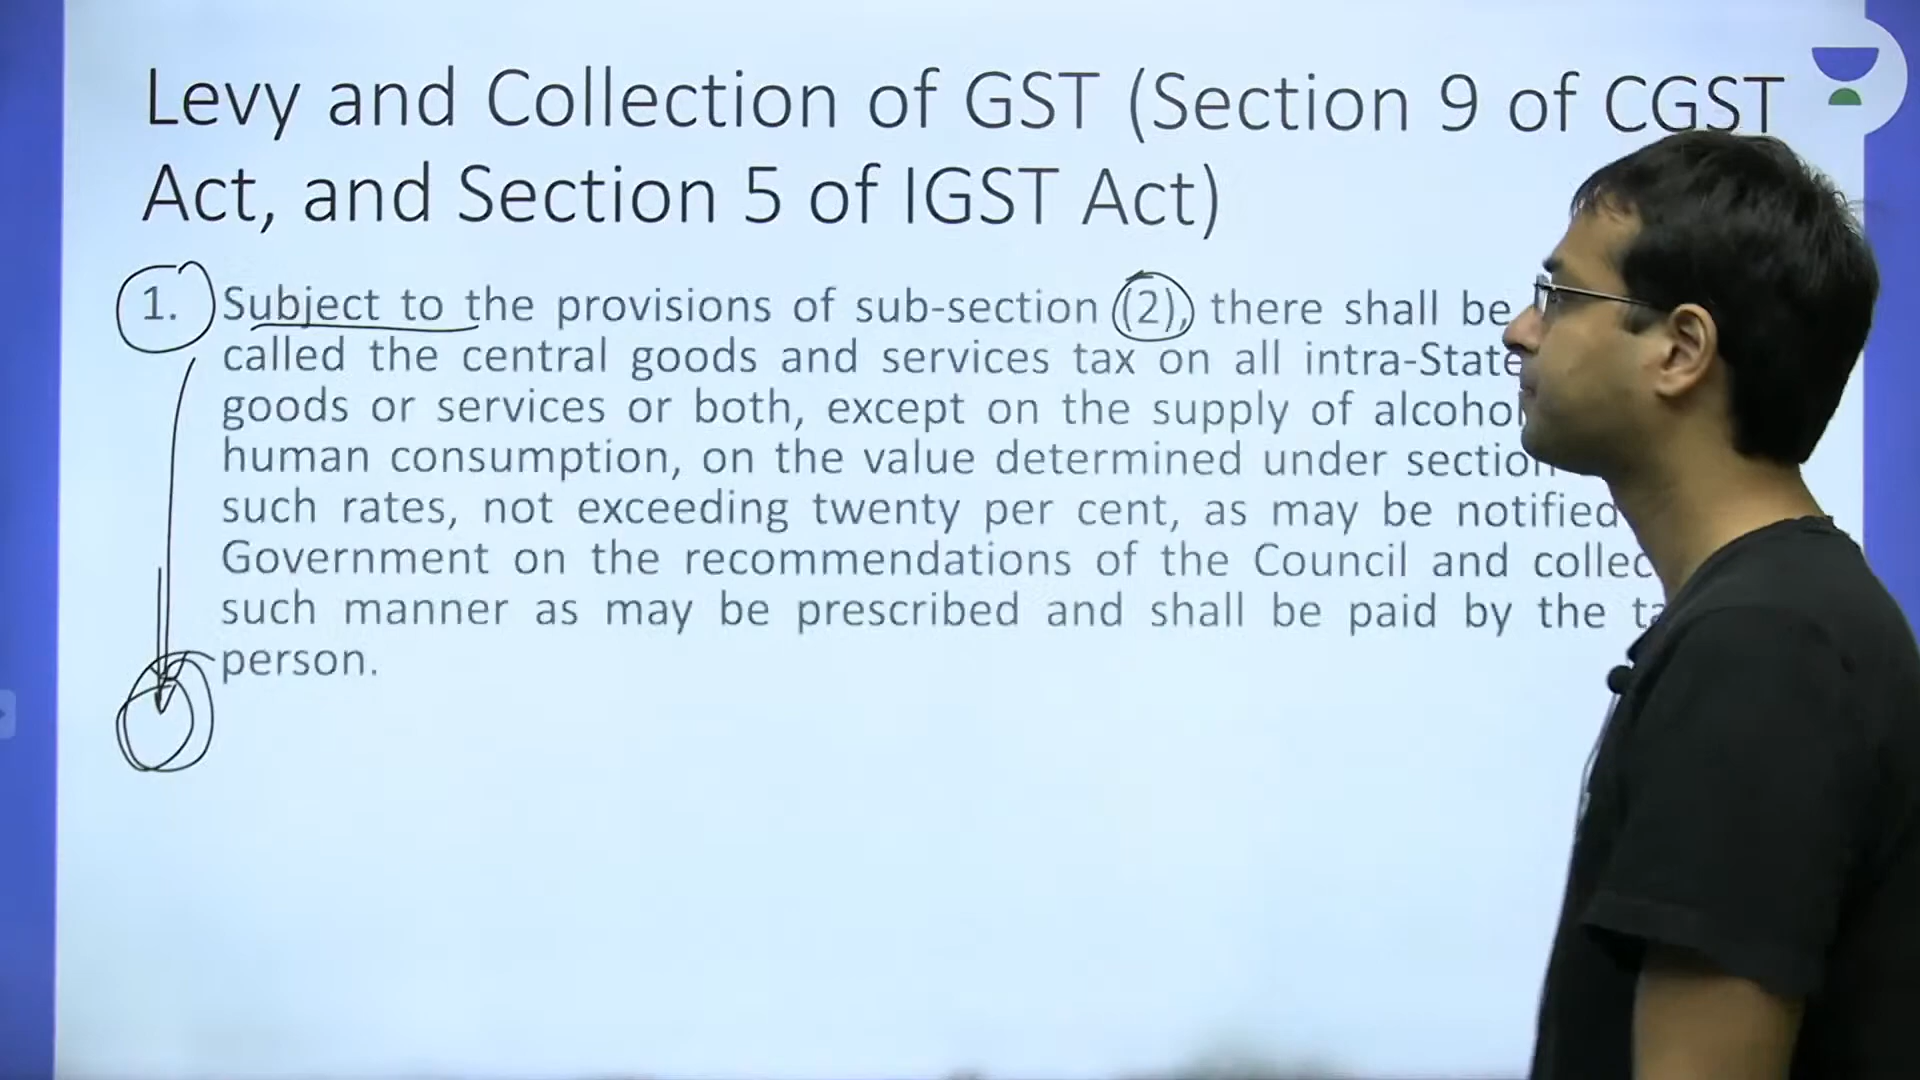 Levy and Collection of GST (Section 9 of CGST
Act, and Section 5 of IGST Act)
1. Subject to the provisions of sub-section (2), there shall be
called the central goods and services tax on all intra-State
goods or services or both, except on the supply of
human consumption, on the value determined under
such rates, not exceeding twenty per cent, as may be notified
Government on the recommendations of the Council and
such manner as may be prescribed and shall be paid by the
person.